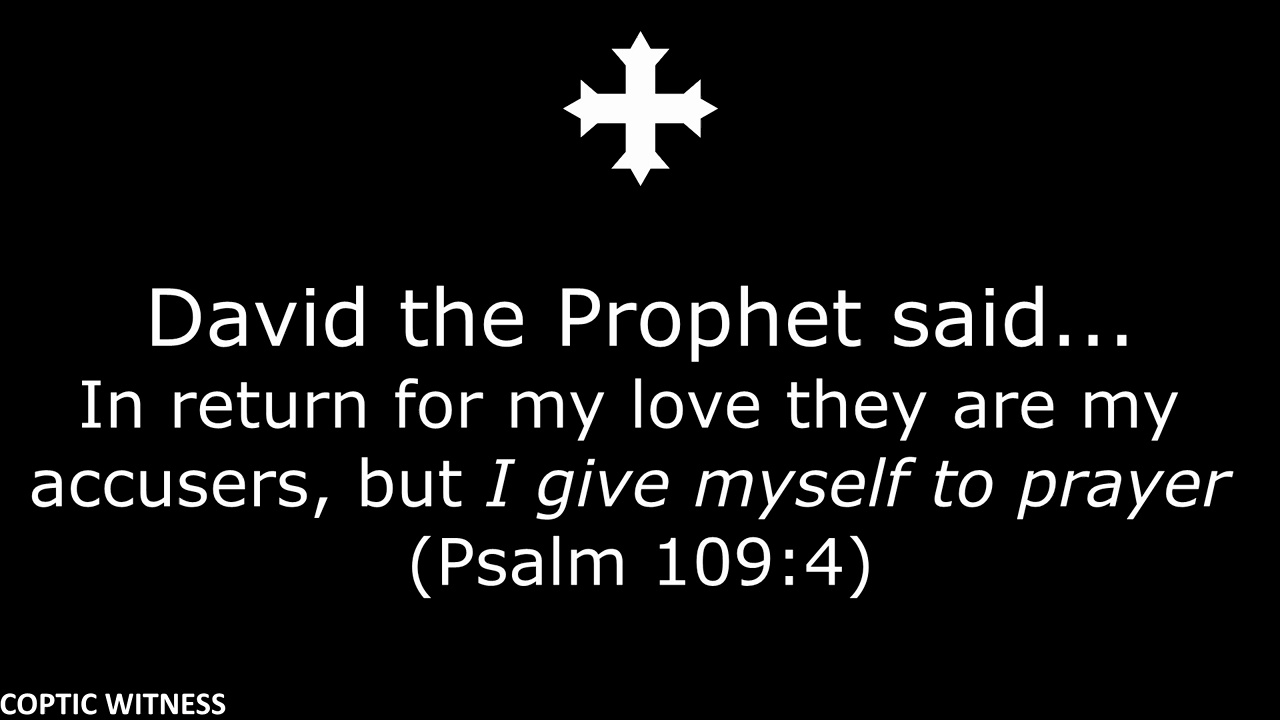 David the Prophet said...
In return for my love they are my
accusers, but I give myself to prayer
(Psalm 109:4)
COPTIC WITNESS